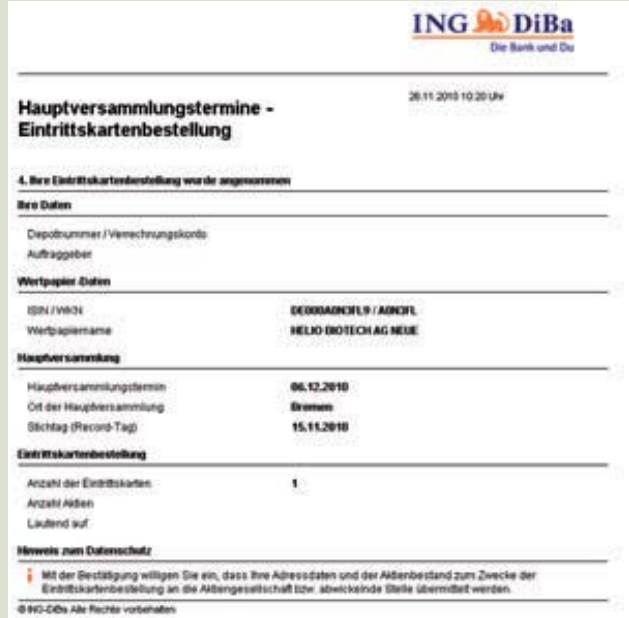 ING DiBa
Die Bank und Du
26.11.2010 10:20 Uhr
Hauptversammlungstermine -
Eintrittskartenbestellung
4. Ihre Eintrittskartenbestellung wurde angenommen
Ihre Daten
Depotnummer / Verrechnungskonto
Auftraggeber
Wertpapier-Daten
ISIN / WKN DE000A0N3FL9 / A0N3FL
Wertpapiername HELIO BIOTECH AG NEUE
Hauptversammlung
Hauptversammlungstermin 06.12.2010
Ort der Hauptversammlung Bremen
Stichtag (Record-Tag) 15.11.2010
Eintrittskartenbestellung
Anzahl der Eintrittskarten 1
Anzahl Aktien
Lautend auf
Hinweis zum Datenschutz
Mit der Bestätigung willigen Sie ein, dass Ihre Adressdaten und der Aktienbestand zum Zwecke der
Eintrittskartenbestellung an die Aktiengesellschaft bzw. abwickelnde Stelle übermittelt werden.
© ING-DiBa Alle Rechte vorbehalten